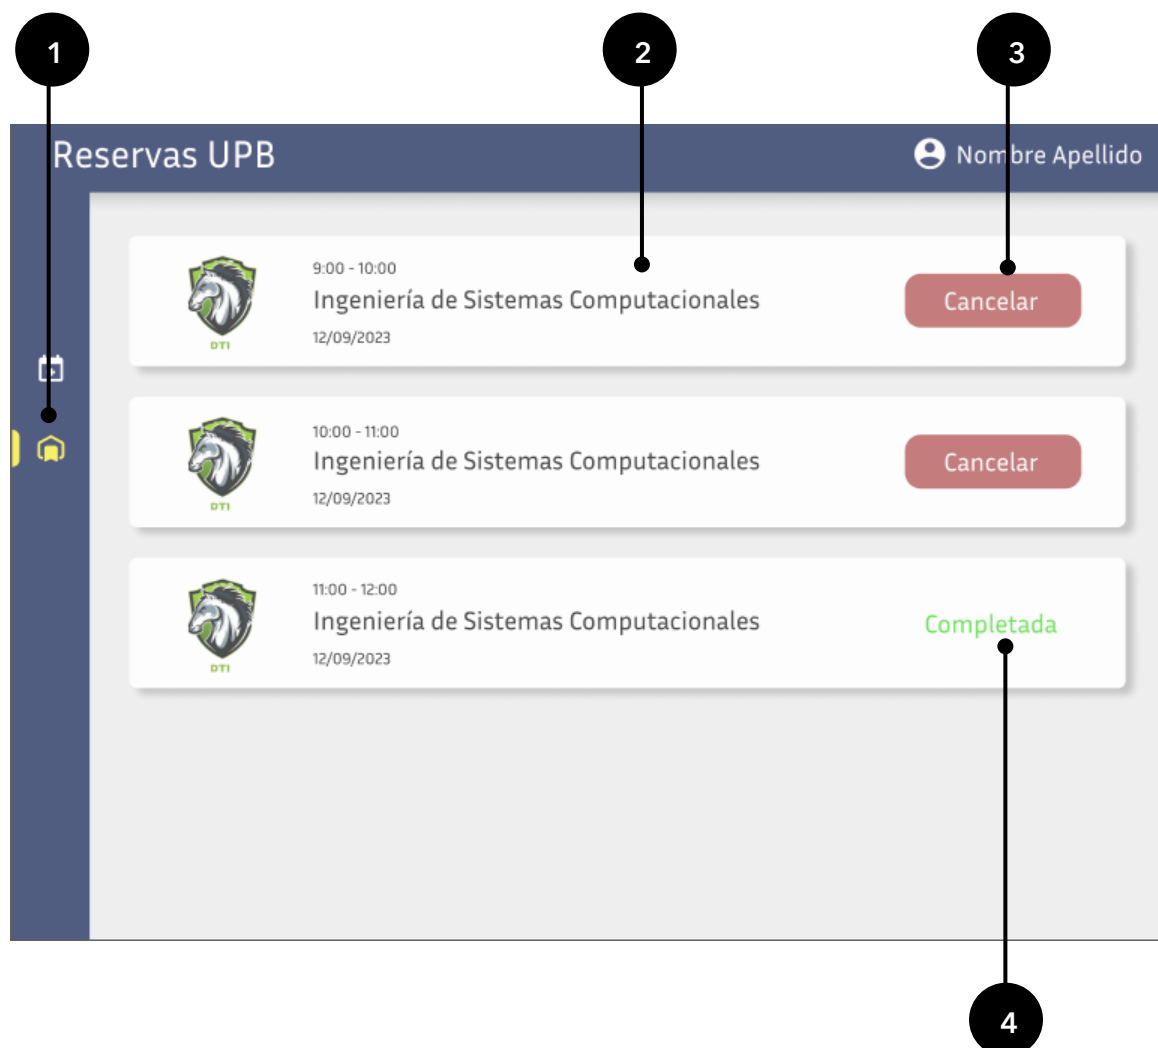 1
2
3
Reservas UPB
Nombre Apellido
9:00 - 10:00
Ingeniería de Sistemas Computacionales
12/09/2023
DTI
Cancelar
10:00 - 11:00
Ingeniería de Sistemas Computacionales
12/09/2023
DTI
Cancelar
11:00 - 12:00
Ingeniería de Sistemas Computacionales
12/09/2023
DTI
Completada
4